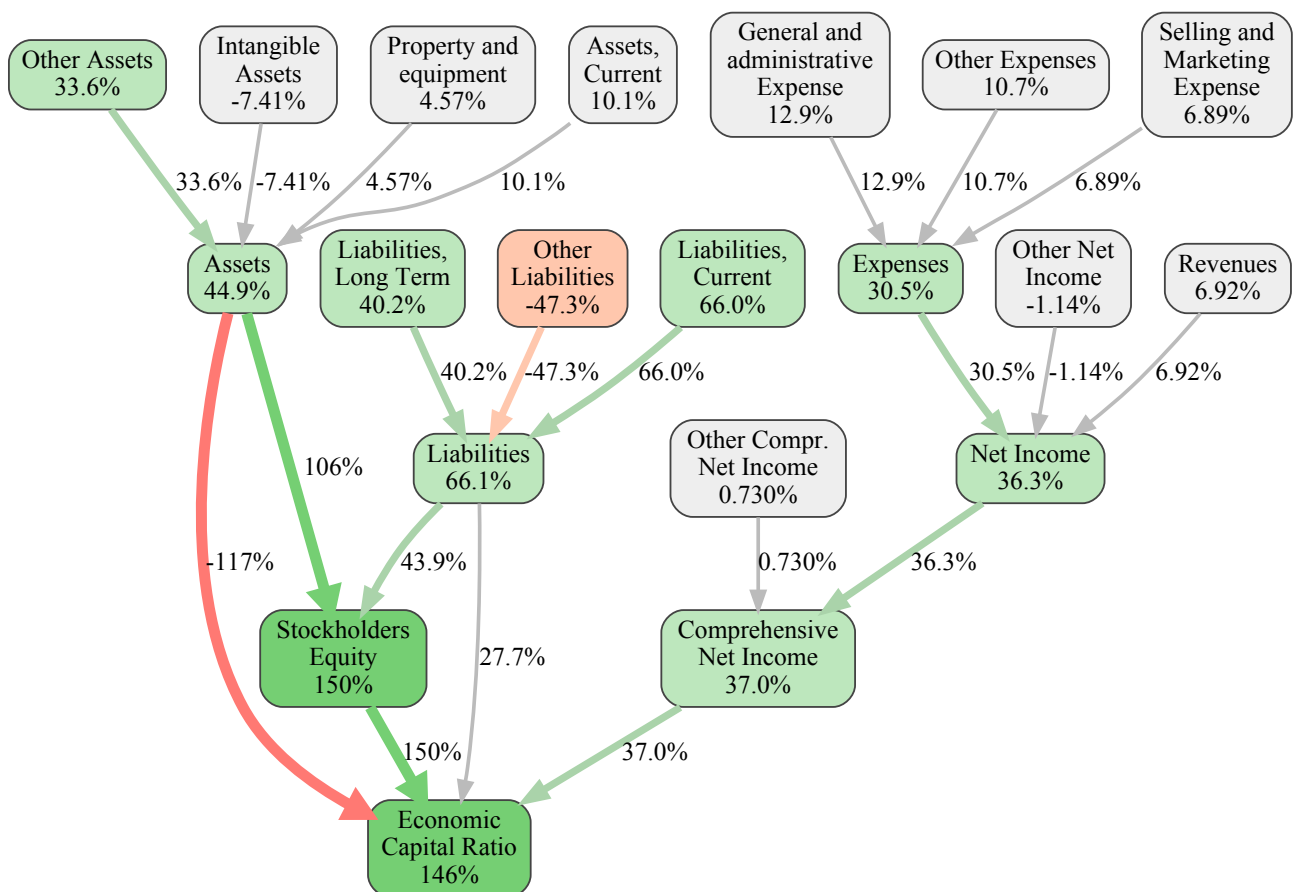 Other Assets
33.6%
Intangible
Assets
-7.41%
Property and
equipment
4.57%
Assets,
Current
10.1%
General and
administrative
Expense
12.9%
Other Expenses
10.7%
Selling and
Marketing
Expense
6.89%
33.6%
-7.41%
4.57%
10.1%
12.9%
10.7%
6.89%
Assets
44.9%
Liabilities,
Long Term
40.2%
Other
Liabilities
-47.3%
Liabilities,
Current
66.0%
Expenses
30.5%
Other Net
Income
-1.14%
Revenues
6.92%
40.2%
-47.3%
66.0%
30.5%
-1.14%
6.92%
106%
Liabilities
66.1%
Other Compr.
Net Income
0.730%
Net Income
36.3%
-117%
43.9%
0.730%
36.3%
Stockholders
Equity
150%
27.7%
Comprehensive
Net Income
37.0%
150%
37.0%
Economic
Capital Ratio
146%